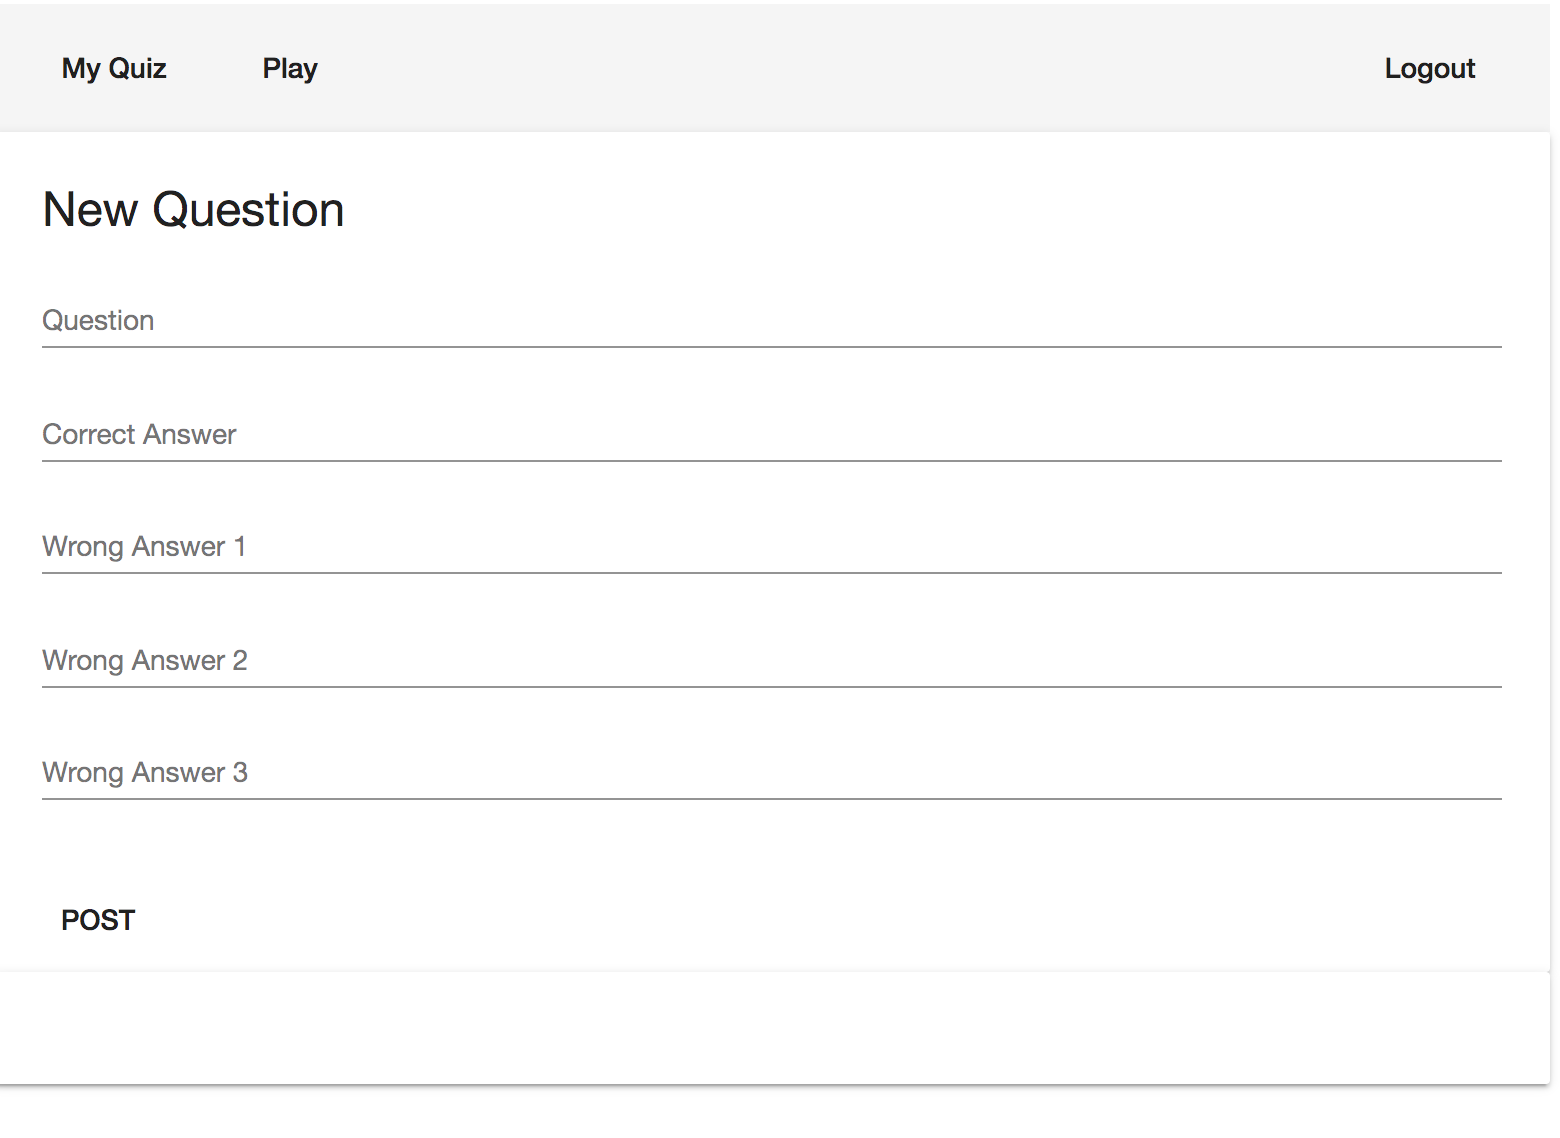 My Quiz Play Logout
New Question
Question
Correct Answer
Wrong Answer 1
Wrong Answer 2
Wrong Answer 3
POST